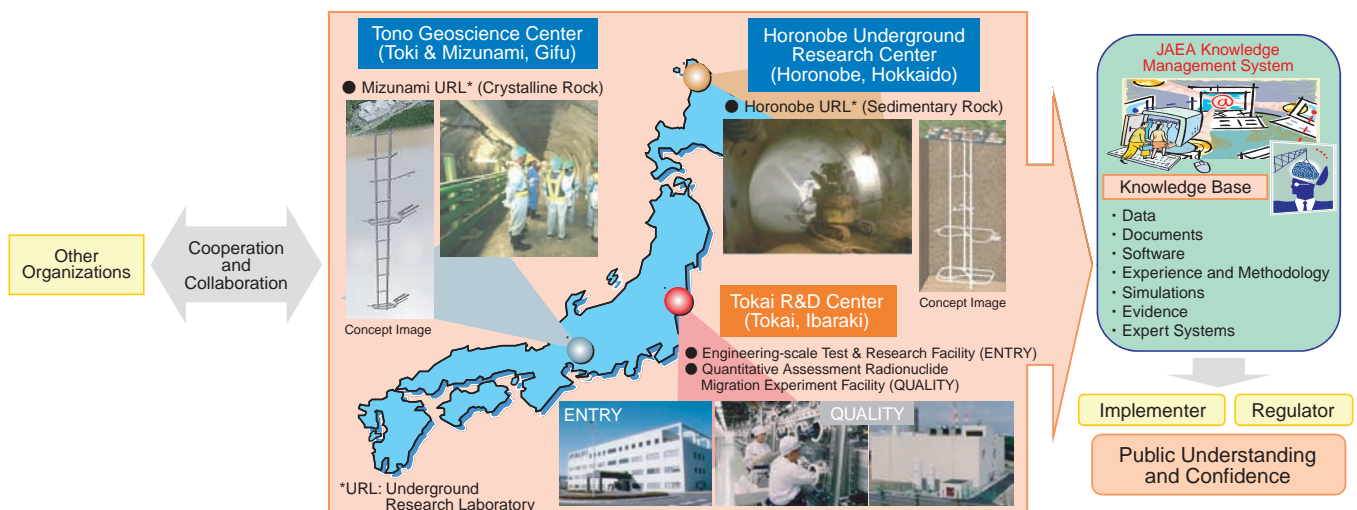 Other
Organizations
Cooperation
and
Collaboration
Tono Geoscience Center
(Toki & Mizunami, Gifu)
● Mizunami URL* (Crystalline Rock)
Concept Image
Horonobe Underground
Research Center
(Horonobe, Hokkaido)
● Horonobe URL* (Sedimentary Rock)
Concept Image
Tokai R&D Center
(Tokai, Ibaraki)
● Engineering-scale Test & Research Facility (ENTRY)
● Quantitative Assessment Radionuclide
Migration Experiment Facility (QUALITY)
ENTRY
QUALITY
*URL: Underground
Research Laboratory
JAEA Knowledge
Management System
@
Knowledge Base
・Data
・Documents
・Software
・Experience and Methodology
・Simulations
・Evidence
・Expert Systems
Implementer
Regulator
Public Understanding
and Confidence